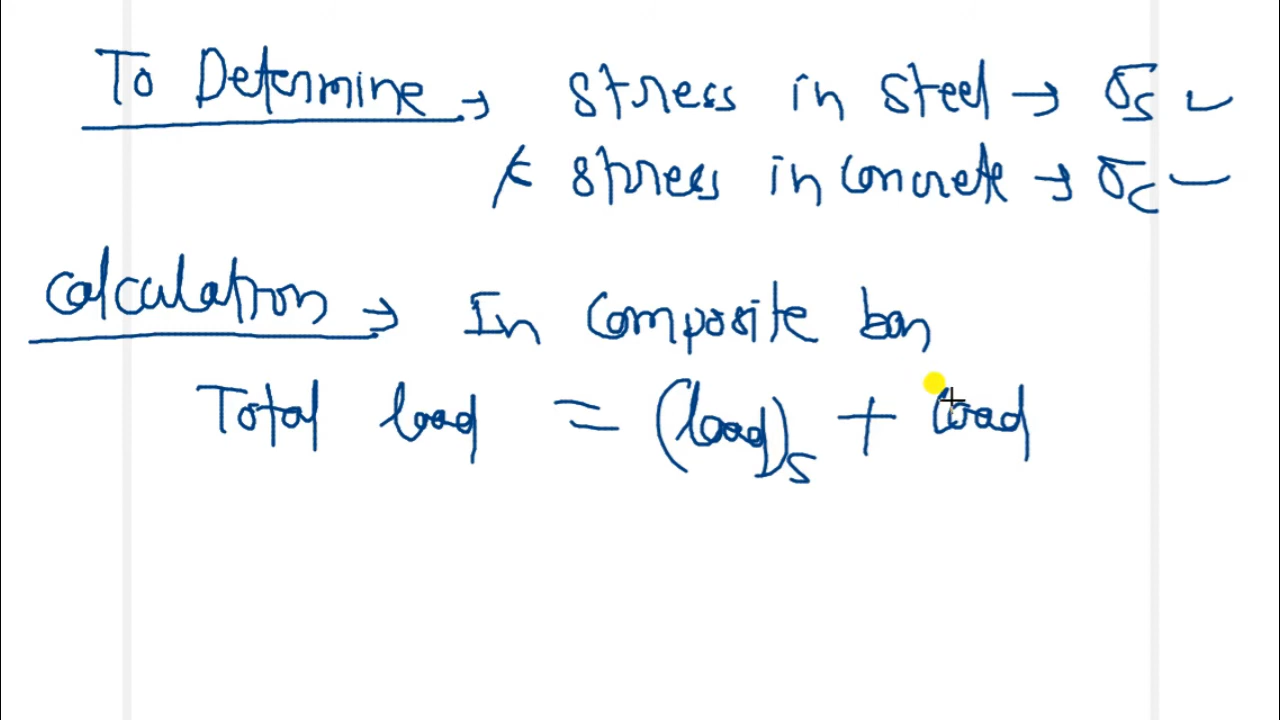 To Determine → stress in steel → σs
& stress in concrete → σc
Calculation → In Composite bar
Total load = (load)s + load